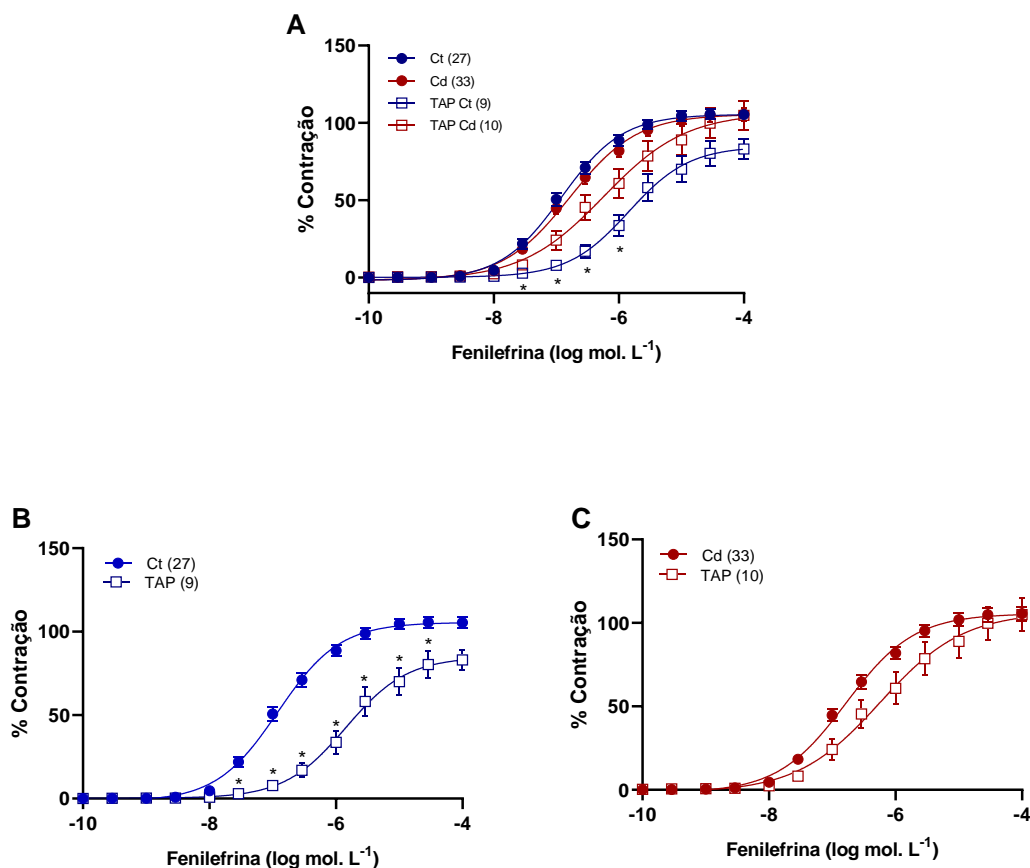 A
150
100
50
0
% Contração
Ct (27)
Cd (33)
TAP Ct (9)
TAP Cd (10)
* * * *
-10 -8 -6 -4
Fenilefrina (log mol. L-1)
B
150
100
50
0
% Contração
Ct (27)
TAP (9)
* * * * * * *
-10 -8 -6 -4
Fenilefrina (log mol. L-1)
C
150
100
50
0
% Contração
Cd (33)
TAP (10)
-10 -8 -6 -4
Fenilefrina (log mol. L-1)